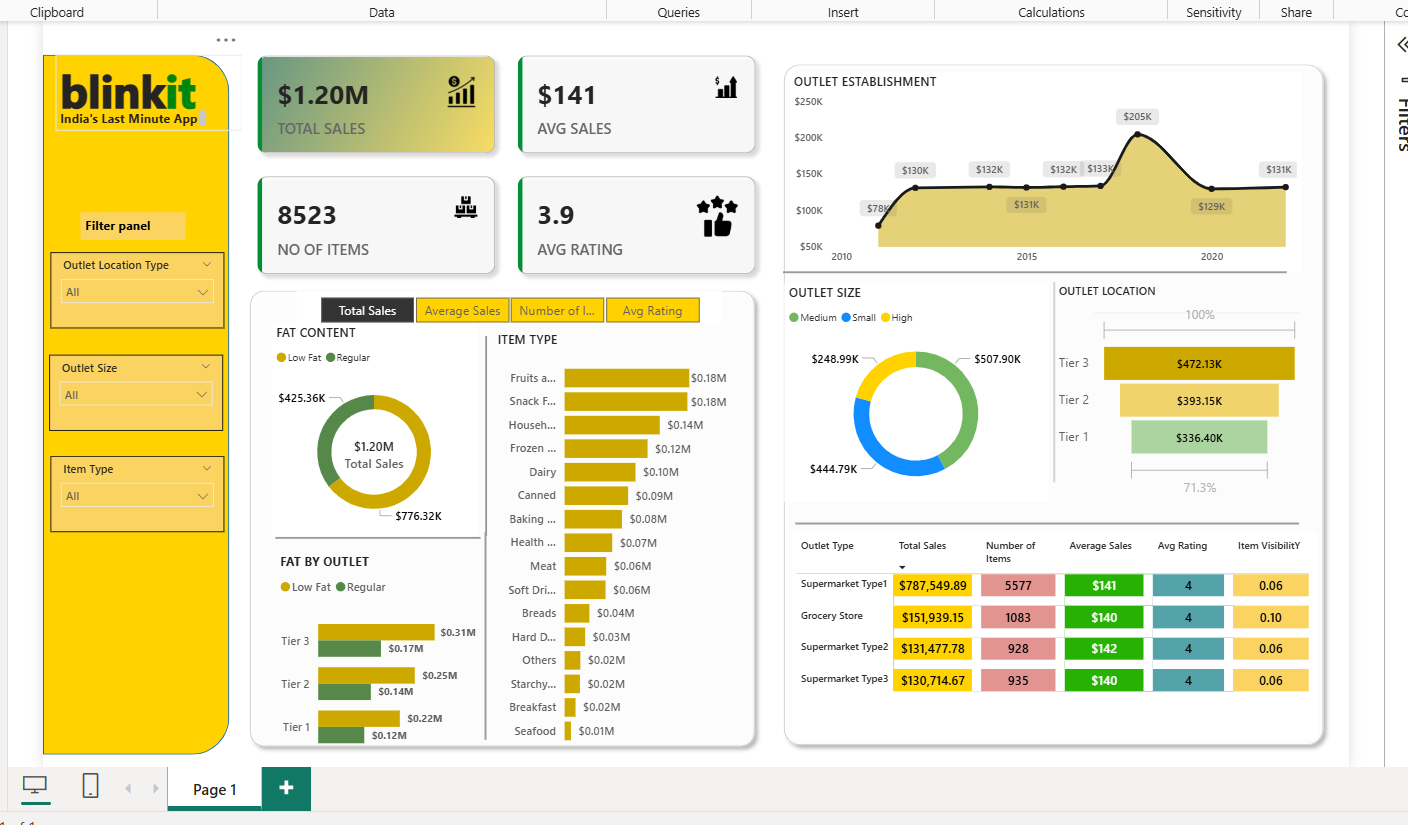 Clipboard
Data
Queries
Insert
Calculations
Sensitivity
Share
Co
Filters
blinkit
India's Last Minute App
Filter panel
Outlet Location Type
All
Outlet Size
All
Item Type
All
$1.20M
TOTAL SALES
$141
AVG SALES
8523
NO OF ITEMS
3.9
AVG RATING
Total Sales
Average Sales
Number of I...
Avg Rating
FAT CONTENT
Low Fat Regular
$425.36K
$1.20M
Total Sales
$776.32K
FAT BY OUTLET
Low Fat Regular
Tier 3
$0.31M
$0.17M
Tier 2
$0.25M
$0.14M
Tier 1
$0.22M
$0.12M
ITEM TYPE
Fruits a... $0.18M
Snack F... $0.18M
Househ... $0.14M
Frozen ... $0.12M
Dairy $0.10M
Canned $0.09M
Baking ... $0.08M
Health ... $0.07M
Meat $0.06M
Soft Dri... $0.06M
Breads $0.04M
Hard D... $0.03M
Others $0.02M
Starchy... $0.02M
Breakfast $0.02M
Seafood $0.01M
OUTLET ESTABLISHMENT
$250K
$200K
$150K
$100K
$50K
$78K
$130K
$132K
$131K
$132K
$133K
$205K
$129K
$131K
2010 2015 2020
OUTLET SIZE
Medium Small High
$248.99K
$507.90K
$444.79K
OUTLET LOCATION
100%
Tier 3 $472.13K
Tier 2 $393.15K
Tier 1 $336.40K
71.3%
Outlet Type Total Sales Number of Items Average Sales Avg Rating Item VisibilitY
Supermarket Type1 $787,549.89 5577 $141 4 0.06
Grocery Store $151,939.15 1083 $140 4 0.10
Supermarket Type2 $131,477.78 928 $142 4 0.06
Supermarket Type3 $130,714.67 935 $140 4 0.06
Page 1